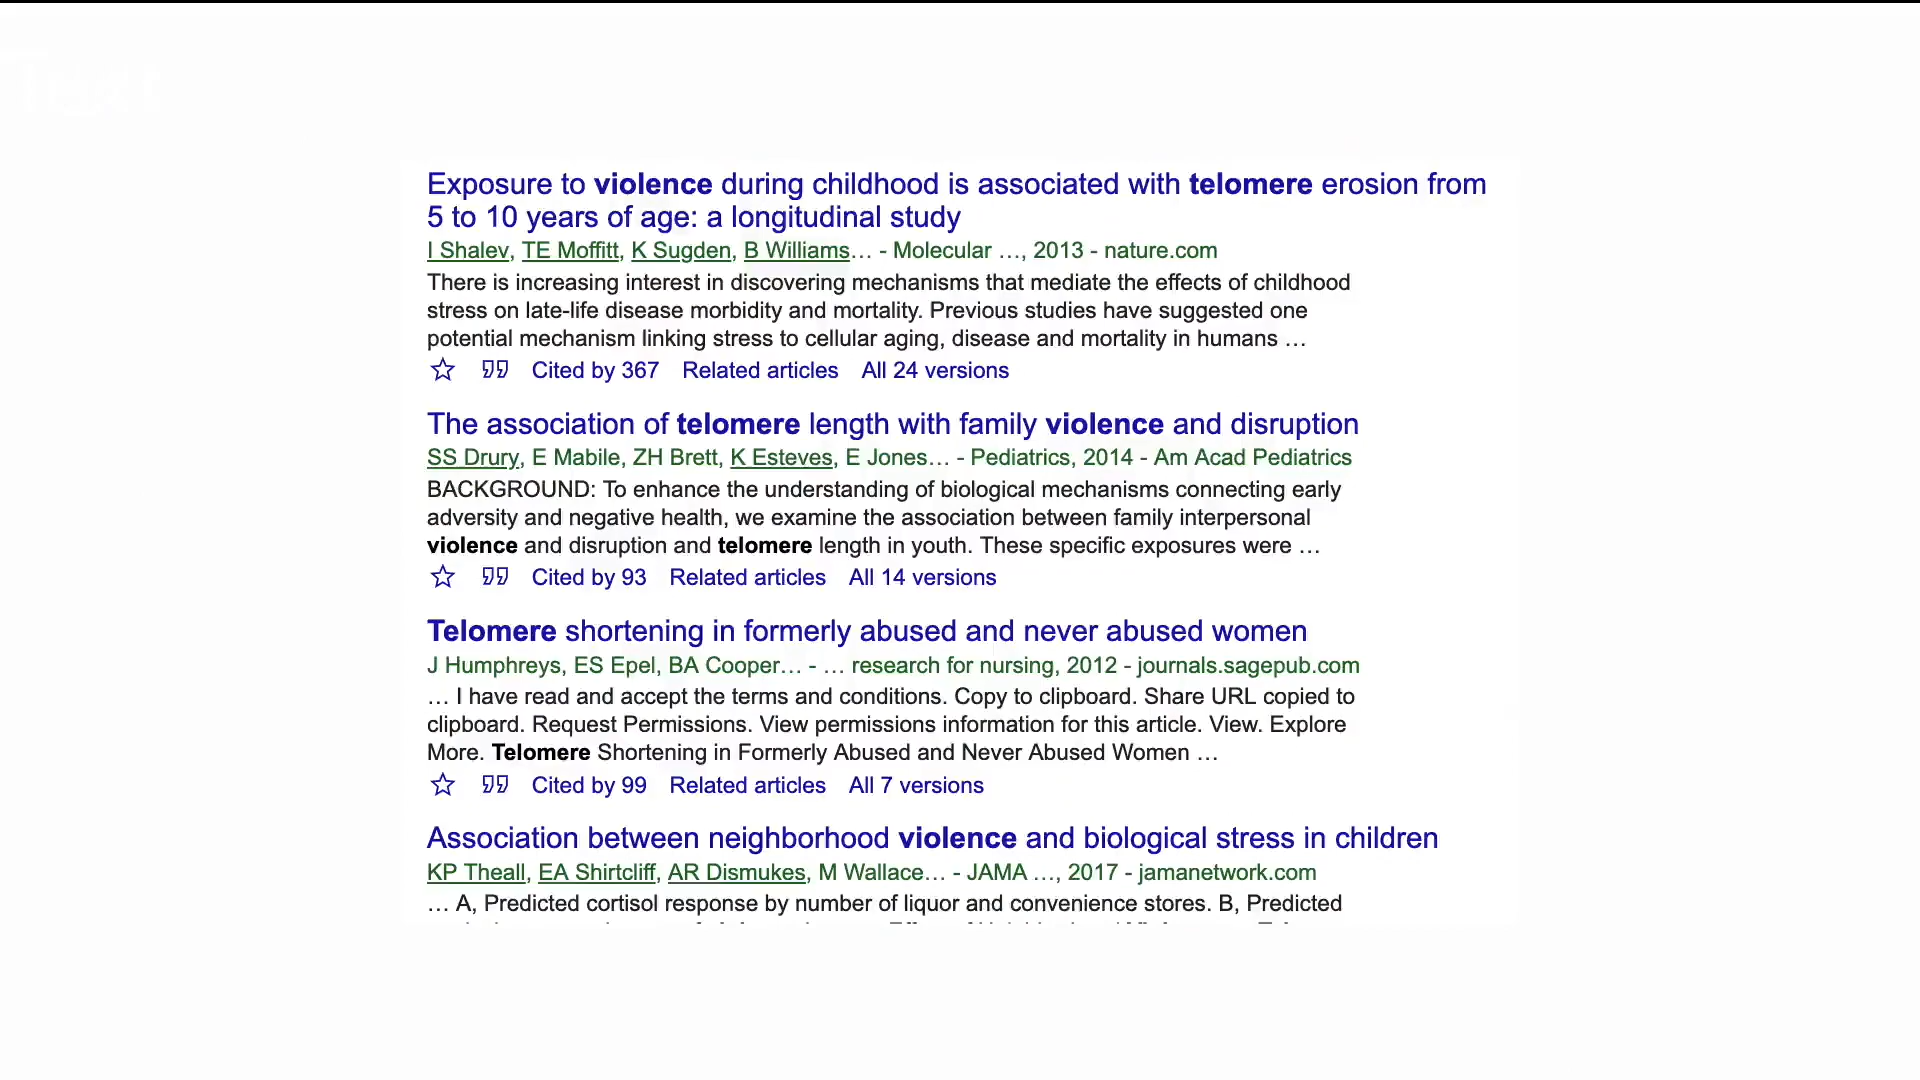 Exposure to violence during childhood is associated with telomere erosion from
5 to 10 years of age: a longitudinal study
I Shalev, TE Moffitt, K Sugden, B Williams… - Molecular …, 2013 - nature.com
There is increasing interest in discovering mechanisms that mediate the effects of childhood
stress on late-life disease morbidity and mortality. Previous studies have suggested one
potential mechanism linking stress to cellular aging, disease and mortality in humans …
Cited by 367 Related articles All 24 versions
The association of telomere length with family violence and disruption
SS Drury, E Mabile, ZH Brett, K Esteves, E Jones… - Pediatrics, 2014 - Am Acad Pediatrics
BACKGROUND: To enhance the understanding of biological mechanisms connecting early
adversity and negative health, we examine the association between family interpersonal
violence and disruption and telomere length in youth. These specific exposures were …
Cited by 93 Related articles All 14 versions
Telomere shortening in formerly abused and never abused women
J Humphreys, ES Epel, BA Cooper… - … research for nursing, 2012 - journals.sagepub.com
… I have read and accept the terms and conditions. Copy to clipboard. Share URL copied to
clipboard. Request Permissions. View permissions information for this article. View. Explore
More. Telomere Shortening in Formerly Abused and Never Abused Women …
Cited by 99 Related articles All 7 versions
Association between neighborhood violence and biological stress in children
KP Theall, EA Shirtcliff, AR Dismukes, M Wallace… - JAMA …, 2017 - jamanetwork.com
… A, Predicted cortisol response by number of liquor and convenience stores. B, Predicted